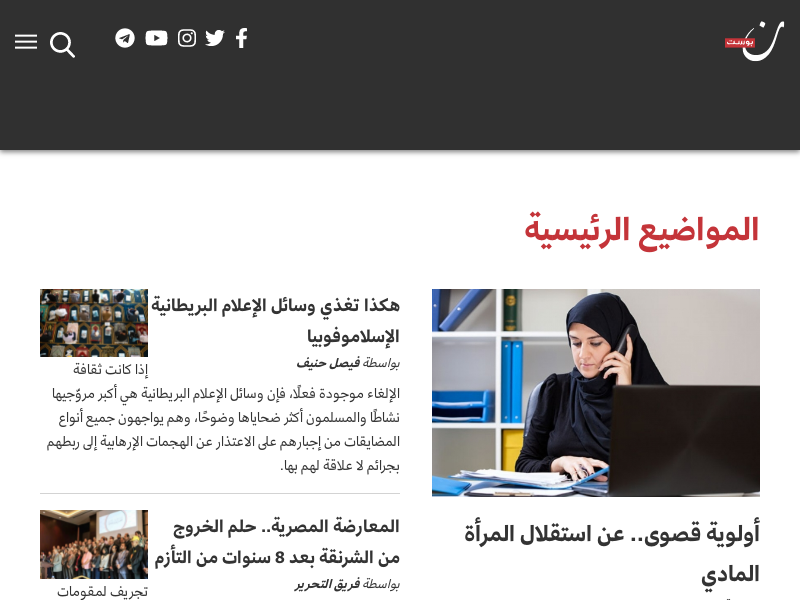 بوست
المواضيع الرئيسية
أولوية قصوى.. عن استقلال المرأة
المادي
هكذا تغذي وسائل الإعلام البريطانية
الإسلاموفوبيا
بواسطة فيصل حنيف
إذا كانت ثقافة
الإلغاء موجودة فعلًا، فإن وسائل الإعلام البريطانية هي أكبر مروّجيها
نشاطًا والمسلمون أكثر ضحاياها وضوحًا، وهم يواجهون جميع أنواع
المضايقات من إجبارهم على الاعتذار عن الهجمات الإرهابية إلى ربطهم
بجرائم لا علاقة لهم بها.
المعارضة المصرية.. حلم الخروج
من الشرنقة بعد 8 سنوات من التأزم
بواسطة فريق التحرير
تجريف لمقومات